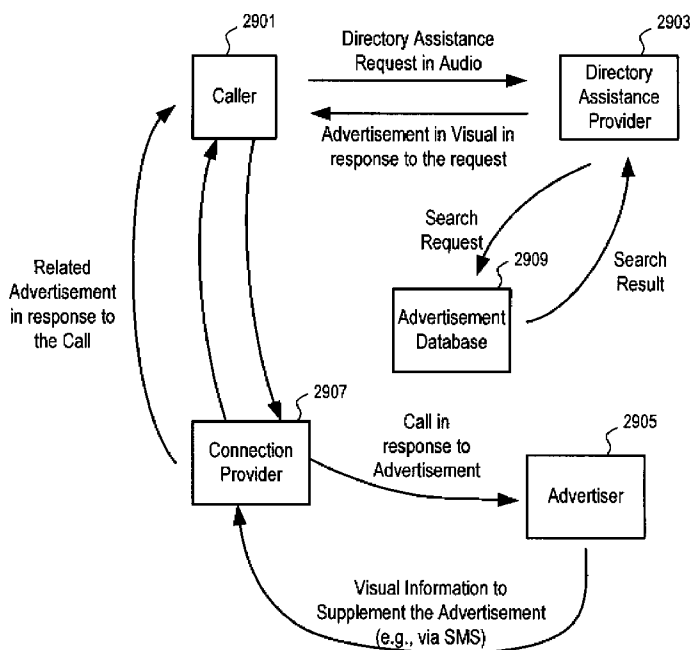 2901
Caller
Directory Assistance
Request in Audio
2903
Directory
Assistance
Provider
Advertisement in Visual in
response to the request
Search
Request
Search
Result
2909
Advertisement
Database
Related
Advertisement
in response to
the Call
2907
Connection
Provider
Call in
response to
Advertisement
2905
Advertiser
Visual Information to
Supplement the Advertisement
(e.g., via SMS)